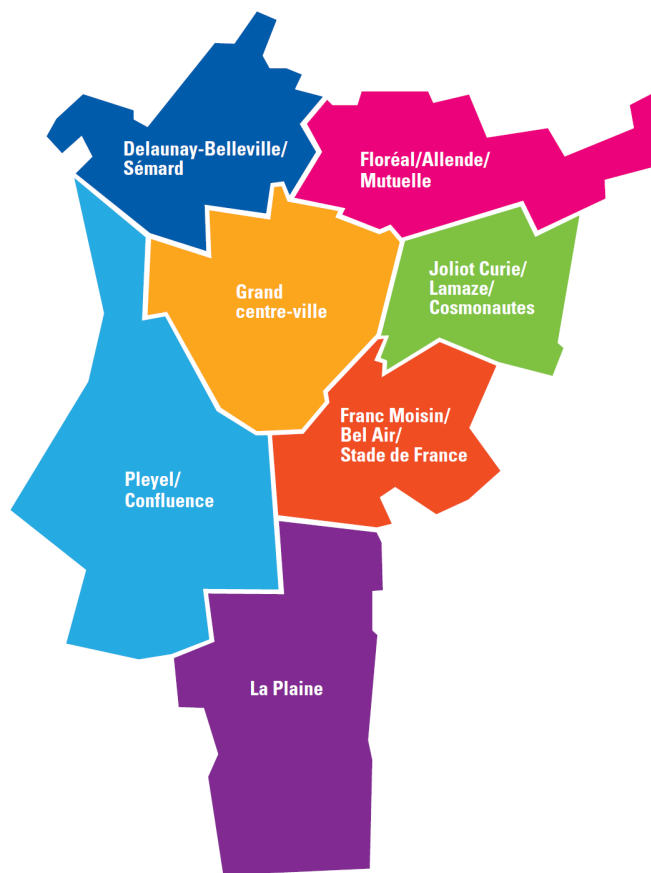 Delaunay-Belleville/
Sémard
Floréal/Allende/
Mutuelle
Joliot Curie/
Lamaze/
Cosmonautes
Grand
centre-ville
Franc Moisin/
Bel Air/
Stade de France
Pleyel/
Confluence
La Plaine